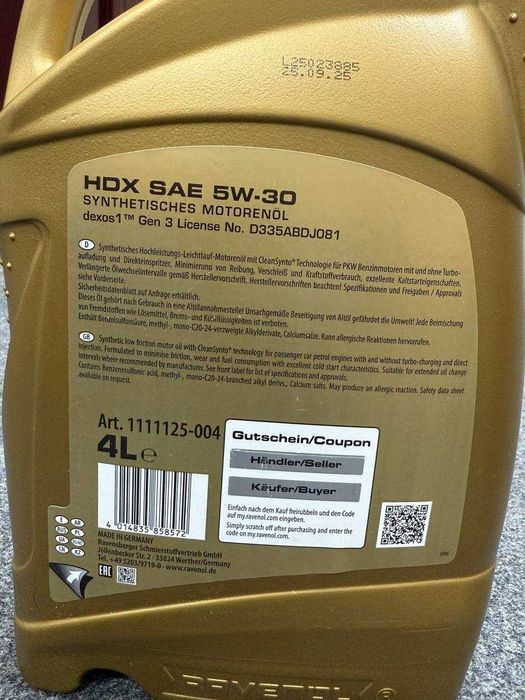 L25023885
25.09.25
HDX SAE 5W-30
SYNTHETISCHES MOTORENÖL
dexos1™ Gen 3 License No. D335ABDJ081
D Synthetisches Hochleistungs-Leichtlauf-Motorenöl mit CleanSynto® Technologie für PKW Benzinmotoren mit und ohne Turbo-
aufladung und Direkteinspritzer. Minimierung von Reibung, Verschleiß und Kraftstoffverbrauch, exzellente Kaltstarteigenschaften.
Verlängerte Ölwechselintervalle gemäß Herstellervorschrift. Herstellervorschriften beachten! Spezifikationen und Freigaben / Approvals
siehe Vorderseite.
Sicherheitsdatenblatt auf Anfrage erhältlich.
Dieses Öl gehört nach Gebrauch in eine Altölannahmestelle! Unsachgemäße Beseitigung von Altöl gefährdet die Umwelt! Jede Beimischung
von Fremdstoffen wie Lösemittel, Brems- und Kühlflüssigkeiten ist verboten.
Enthält Benzolsulfonsäure, methyl-, mono-C20-24-verzweigte Alkylderivate, Calciumsalze. Kann allergische Reaktionen hervorrufen.
GB Synthetic low friction motor oil with CleanSynto® technology for passenger car petrol engines with and without turbo-charging and direct
injection. Formulated to minimise friction, wear and fuel consumption with excellent cold start characteristics. Suitable for extended oil change
intervals where recommended by manufacturer. See front label for list of specifications and approvals.
Contains Benzenesulfonic acid, methyl-, mono-C20-24-branched alkyl derivs., Calcium salts. May produce an allergic reaction. Safety data sheet
available on request.
Art. 1111125-004
4L e
Gutschein/Coupon
Händler/Seller
Käufer/Buyer
Einfach nach dem Kauf freirubbeln und den Code
auf my.ravenol.com eingeben.
Simply scratch off after purchasing and enter the
code on my.ravenol.com.
4 014835 858572
MADE IN GERMANY
Ravensberger Schmierstoffvertrieb GmbH
Jöllenbecker Str. 2 · 33824 Werther/Germany
Tel. +49 5203/9719-0 · www.ravenol.de
EAC
RAVENOL ®